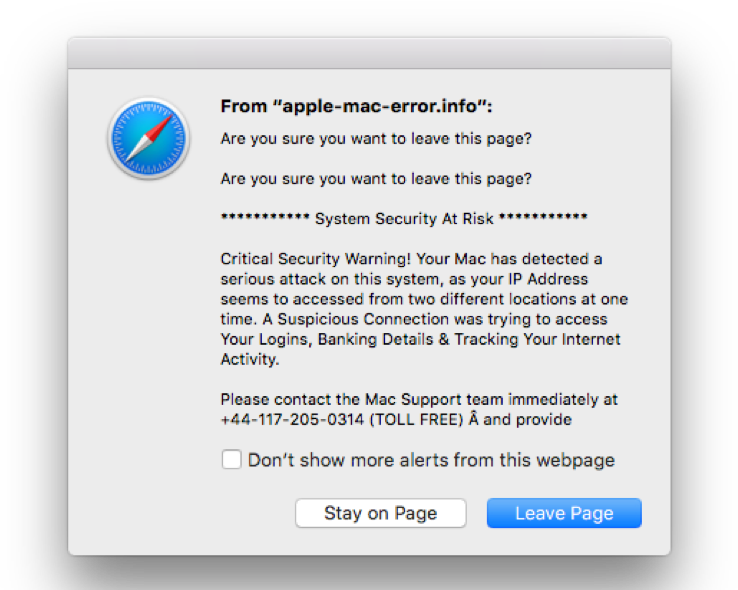 From "apple-mac-error.info":
Are you sure you want to leave this page?
Are you sure you want to leave this page?
*********** System Security At Risk ***********
Critical Security Warning! Your Mac has detected a
serious attack on this system, as your IP Address
seems to accessed from two different locations at one
time. A Suspicious Connection was trying to access
Your Logins, Banking Details & Tracking Your Internet
Activity.
Please contact the Mac Support team immediately at
+44-117-205-0314 (TOLL FREE) Â and provide
Don't show more alerts from this webpage
Stay on Page
Leave Page